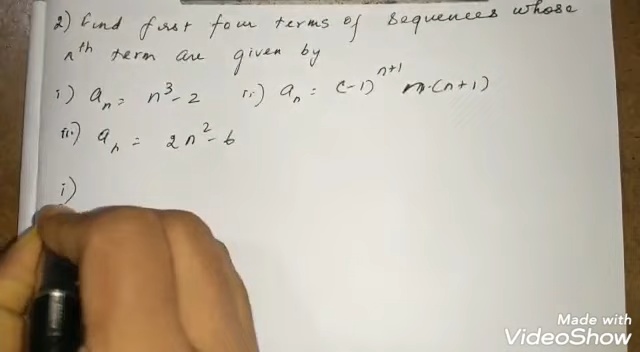 2) Find first four terms of sequences whose
nth term are given by
i) aₙ = n³ - 2 ii) aₙ = (-1)ⁿ⁺¹ n·(n+1)
iii) aₙ = 2n² - 6
i)
Made with
VideoShow